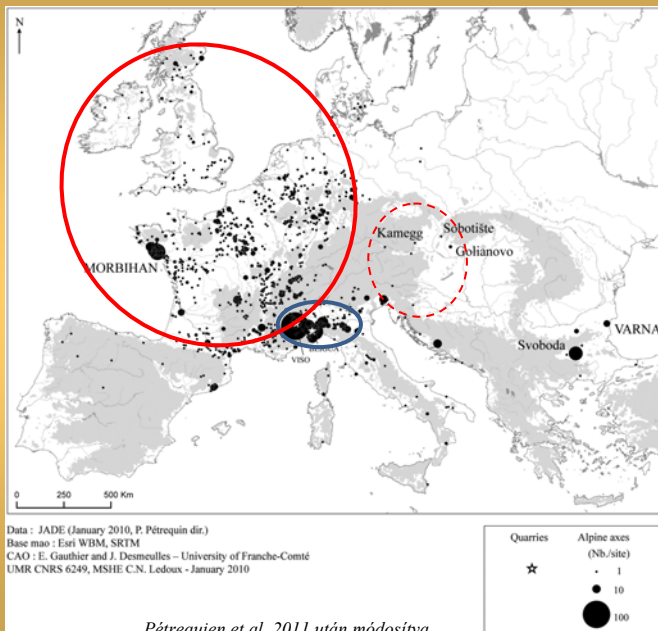 N
Kamegg
Sobotište
Golianovo
MORBIHAN
VARNA
Svoboda
VISO
0 250 500 Km
Data : JADE (January 2010, P. Pétrequin dir.)
Base mao : Esri WBM, SRTM
CAO : E. Gauthier and J. Desmeulles – University of Franche-Comté
UMR CNRS 6249, MSHE C.N. Ledoux - January 2010
Quarries Alpine axes
(Nb./site)
1
10
100
Pétrequien et al. 2011 után módosítva